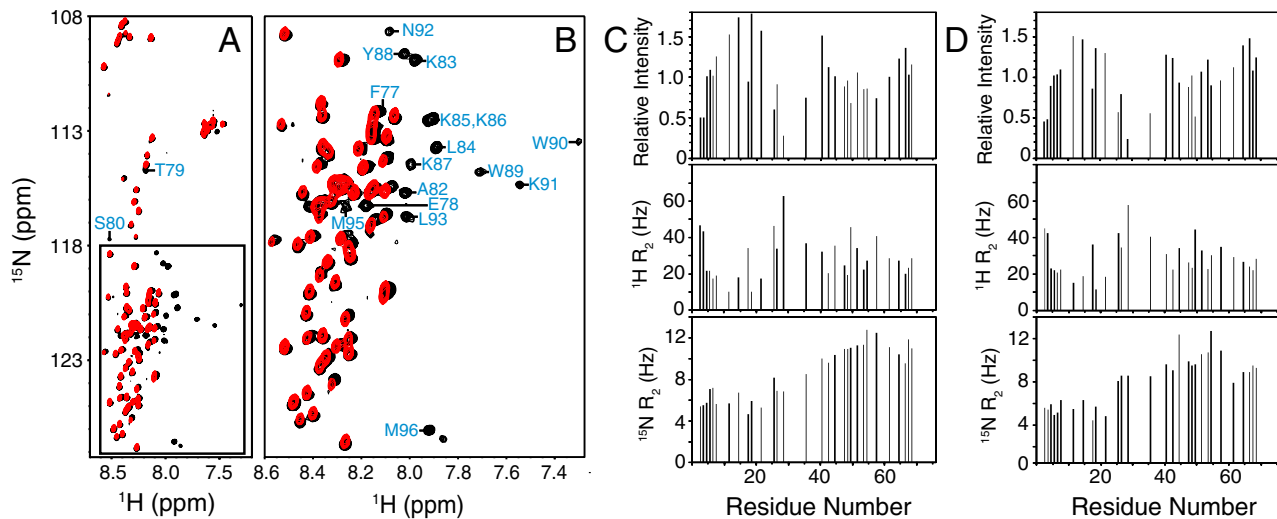 A
108
113
118
123
¹⁵N (ppm)
T79
S80
8.5
8.0
7.5
¹H (ppm)
B
N92
Y88
K83
F77
K85,K86
W90
L84
K87
W89
K91
A82
E78
M95
L93
M96
8.6
8.4
8.2
8.0
7.8
7.6
7.4
¹H (ppm)
C
Relative Intensity
1.5
1.0
0.5
0
¹H R₂ (Hz)
60
40
20
0
¹⁵N R₂ (Hz)
12
8
4
0
20
40
60
Residue Number
D
Relative Intensity
1.5
1.0
0.5
0
¹H R₂ (Hz)
60
40
20
0
¹⁵N R₂ (Hz)
12
8
4
0
20
40
60
Residue Number